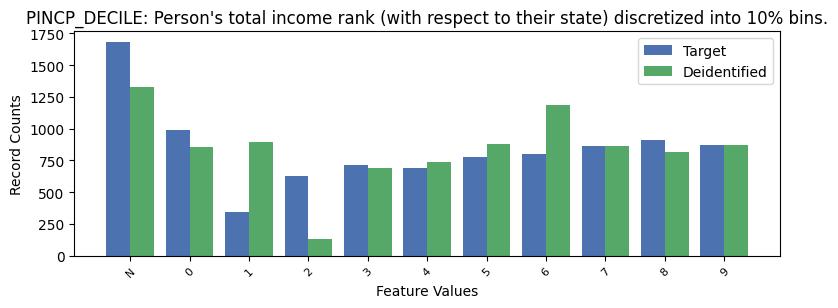 PINCP_DECILE: Person's total income rank (with respect to their state) discretized into 10% bins.
1750
1500
1250
1000
750
500
250
0
Record Counts
Target
Deidentified
N 0 1 2 3 4 5 6 7 8 9
Feature Values